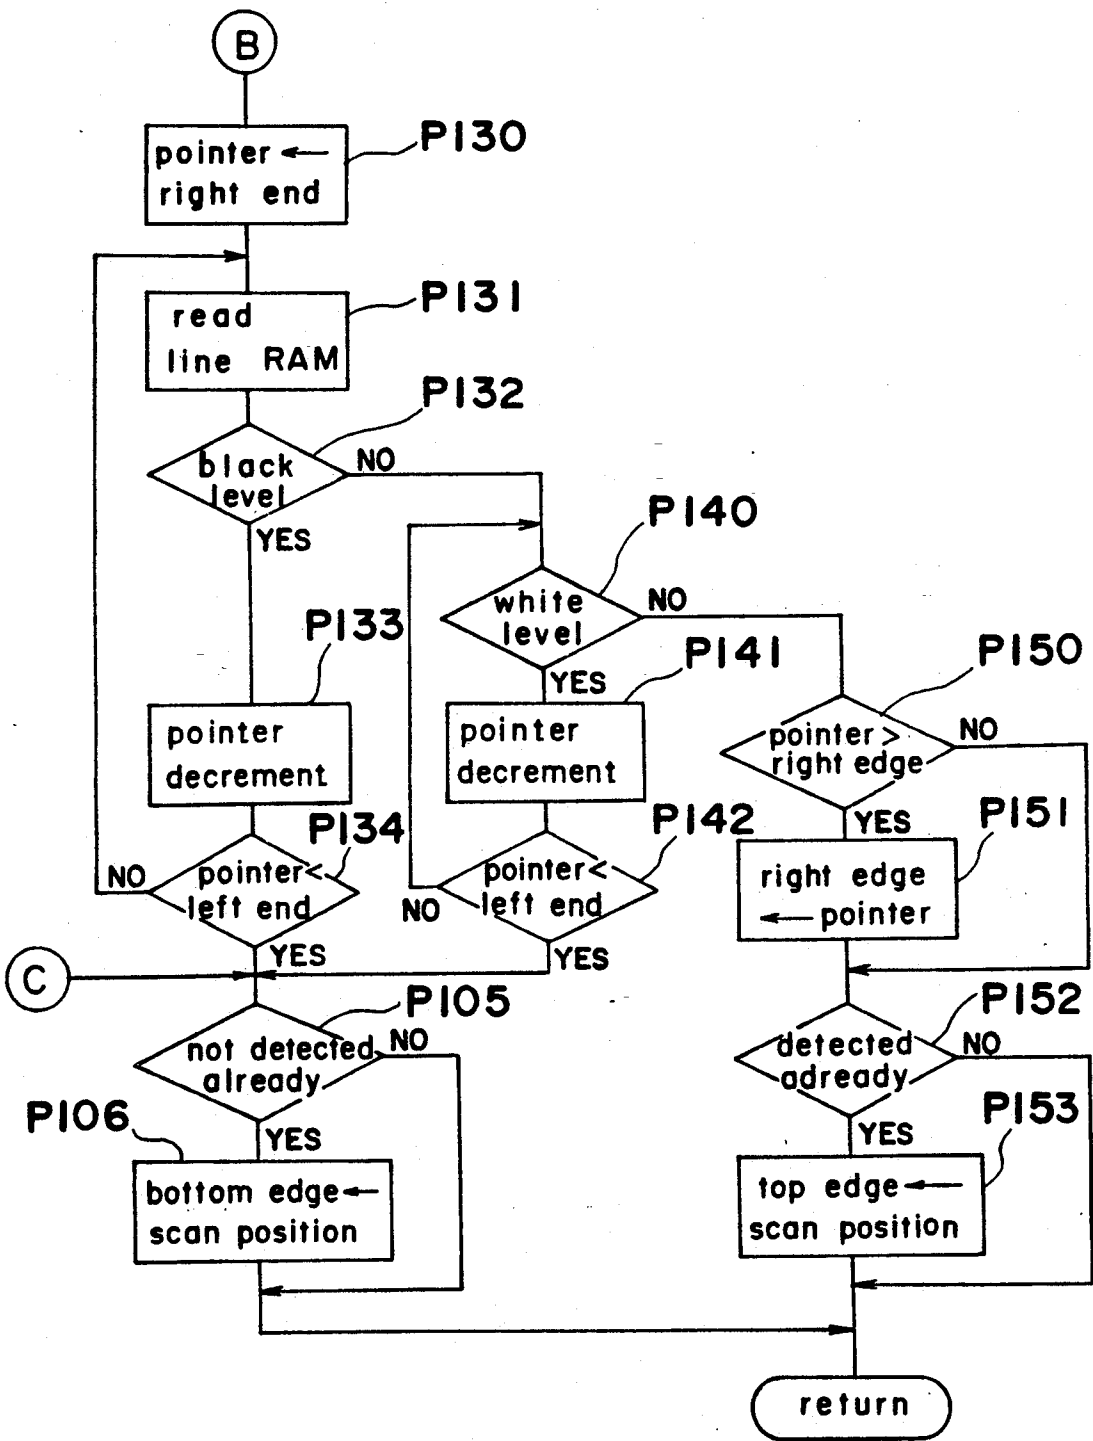 B
P130
pointer ←
right end
P131
read
line RAM
P132
black
level
NO
YES
P140
white
level
NO
YES
P133
pointer
decrement
P141
pointer
decrement
P150
pointer >
right edge
NO
YES
P134
pointer <
left end
NO
YES
P142
pointer <
left end
NO
YES
P151
right edge
← pointer
C
P105
not detected
already
NO
YES
P152
detected
adready
NO
YES
P106
bottom edge ←
scan position
P153
top edge ←
scan position
return